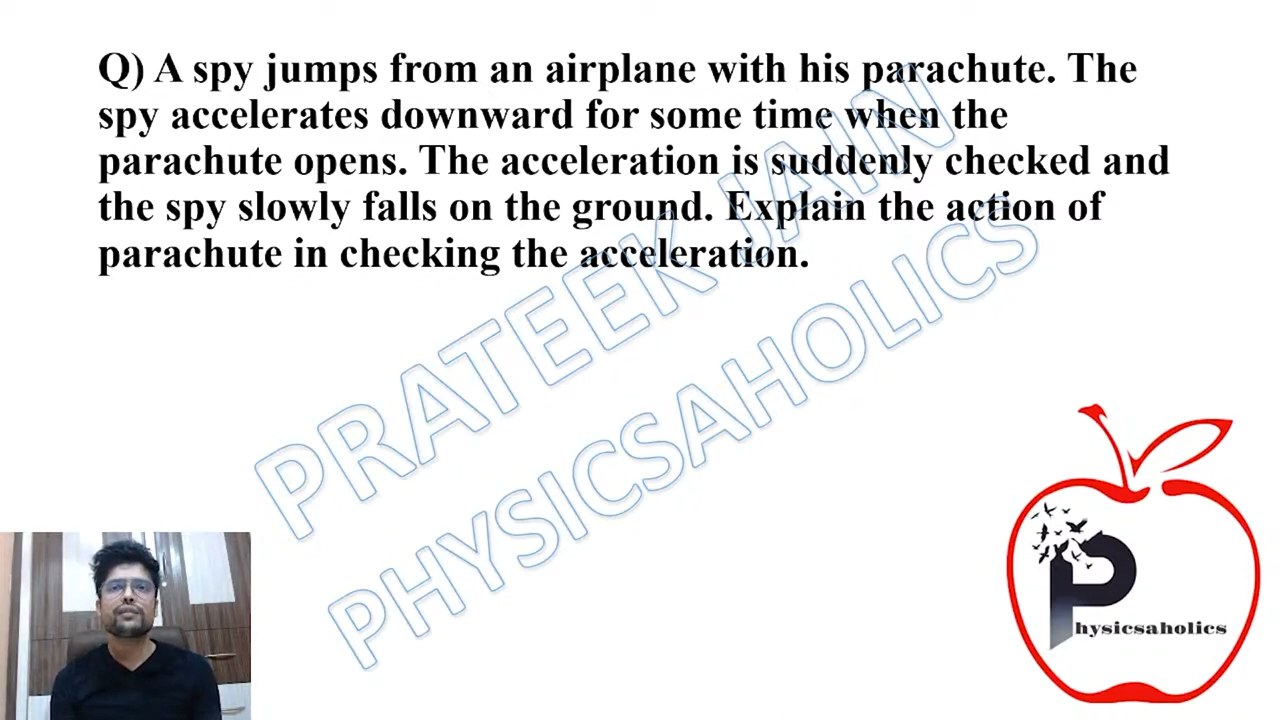 Q) A spy jumps from an airplane with his parachute. The
spy accelerates downward for some time when the
parachute opens. The acceleration is suddenly checked and
the spy slowly falls on the ground. Explain the action of
parachute in checking the acceleration.
PRATEEK JAIN
PHYSICSAHOLICS
Physicsaholics